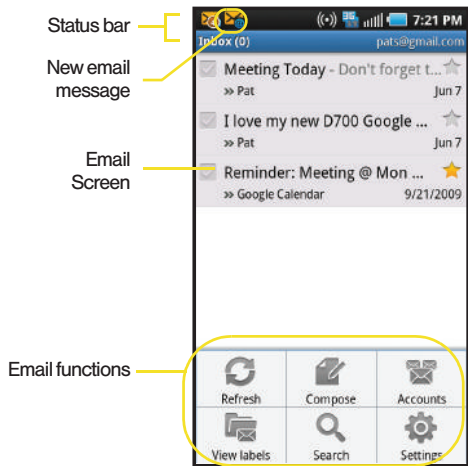 Status bar
New email
message
Email
Screen
Email functions
3G 7:21 PM
Inbox (0) pats@gmail.com
Meeting Today - Don't forget t...
>> Pat Jun 7
I love my new D700 Google ...
>> Pat Jun 7
Reminder: Meeting @ Mon ...
>> Google Calendar 9/21/2009
Refresh Compose Accounts
View labels Search Settings